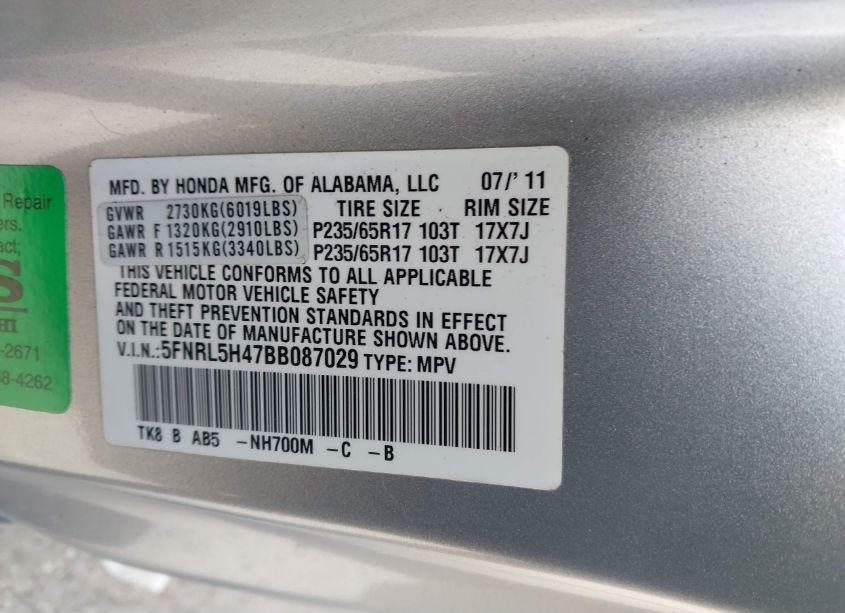 MFD. BY HONDA MFG. OF ALABAMA, LLC 07/' 11
GVWR 2730KG(6019LBS) TIRE SIZE RIM SIZE
GAWR F 1320KG(2910LBS) P235/65R17 103T 17X7J
GAWR R 1515KG(3340LBS) P235/65R17 103T 17X7J
THIS VEHICLE CONFORMS TO ALL APPLICABLE
FEDERAL MOTOR VEHICLE SAFETY
AND THEFT PREVENTION STANDARDS IN EFFECT
ON THE DATE OF MANUFACTURE SHOWN ABOVE.
V.I.N.:5FNRL5H47BB087029 TYPE: MPV
TK8 B AB5 -NH700M -C -B
Repair
S
-2671
-4262